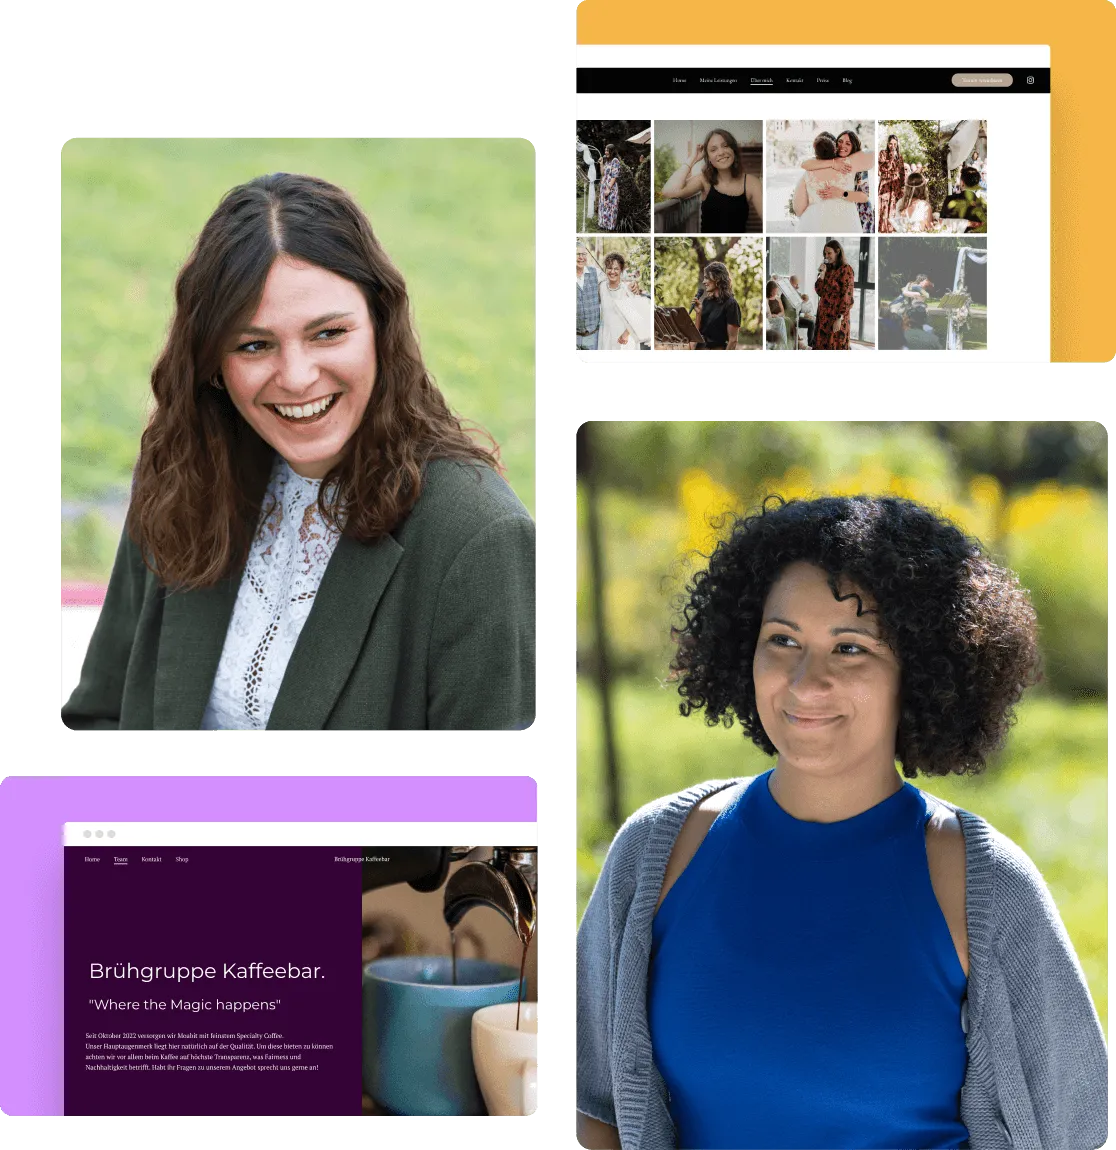 Home Meine Leistungen Über mich Kontakt Preise Blog
Home Team Kontakt Shop Brühgruppe Kaffeebar
Brühgruppe Kaffeebar.
"Where the Magic happens"
Seit Oktober 2022 versorgen wir Moabit mit feinstem Specialty Coffee.
Unser Hauptaugenmerk liegt hier natürlich auf der Qualität. Um diese bieten zu können
achten wir vor allem beim Kaffee auf höchste Transparenz, was Fairness und
Nachhaltigkeit betrifft. Habt ihr Fragen zu unserem Angebot sprecht uns gerne an!